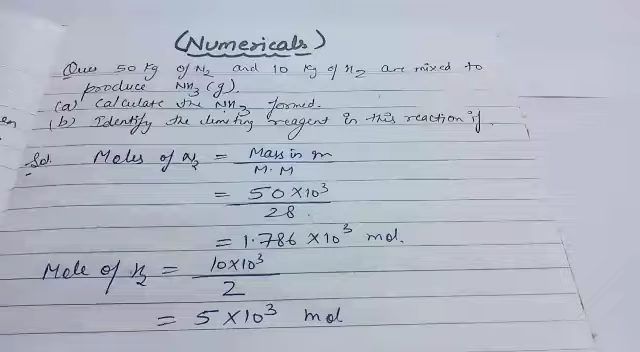 (Numericals)
Ques 50 kg of N2 and 10 kg of H2 are mixed to
produce NH3 (g).
(a) Calculate the NH3 formed.
(b) Identify the limiting reagent in this reaction if
Sol. Moles of N2 = Mass in gm / M.M
= 50 × 10³ / 28.
= 1.786 × 10³ mol.
Mole of H2 = 10×10³ / 2
= 5 × 10³ mol